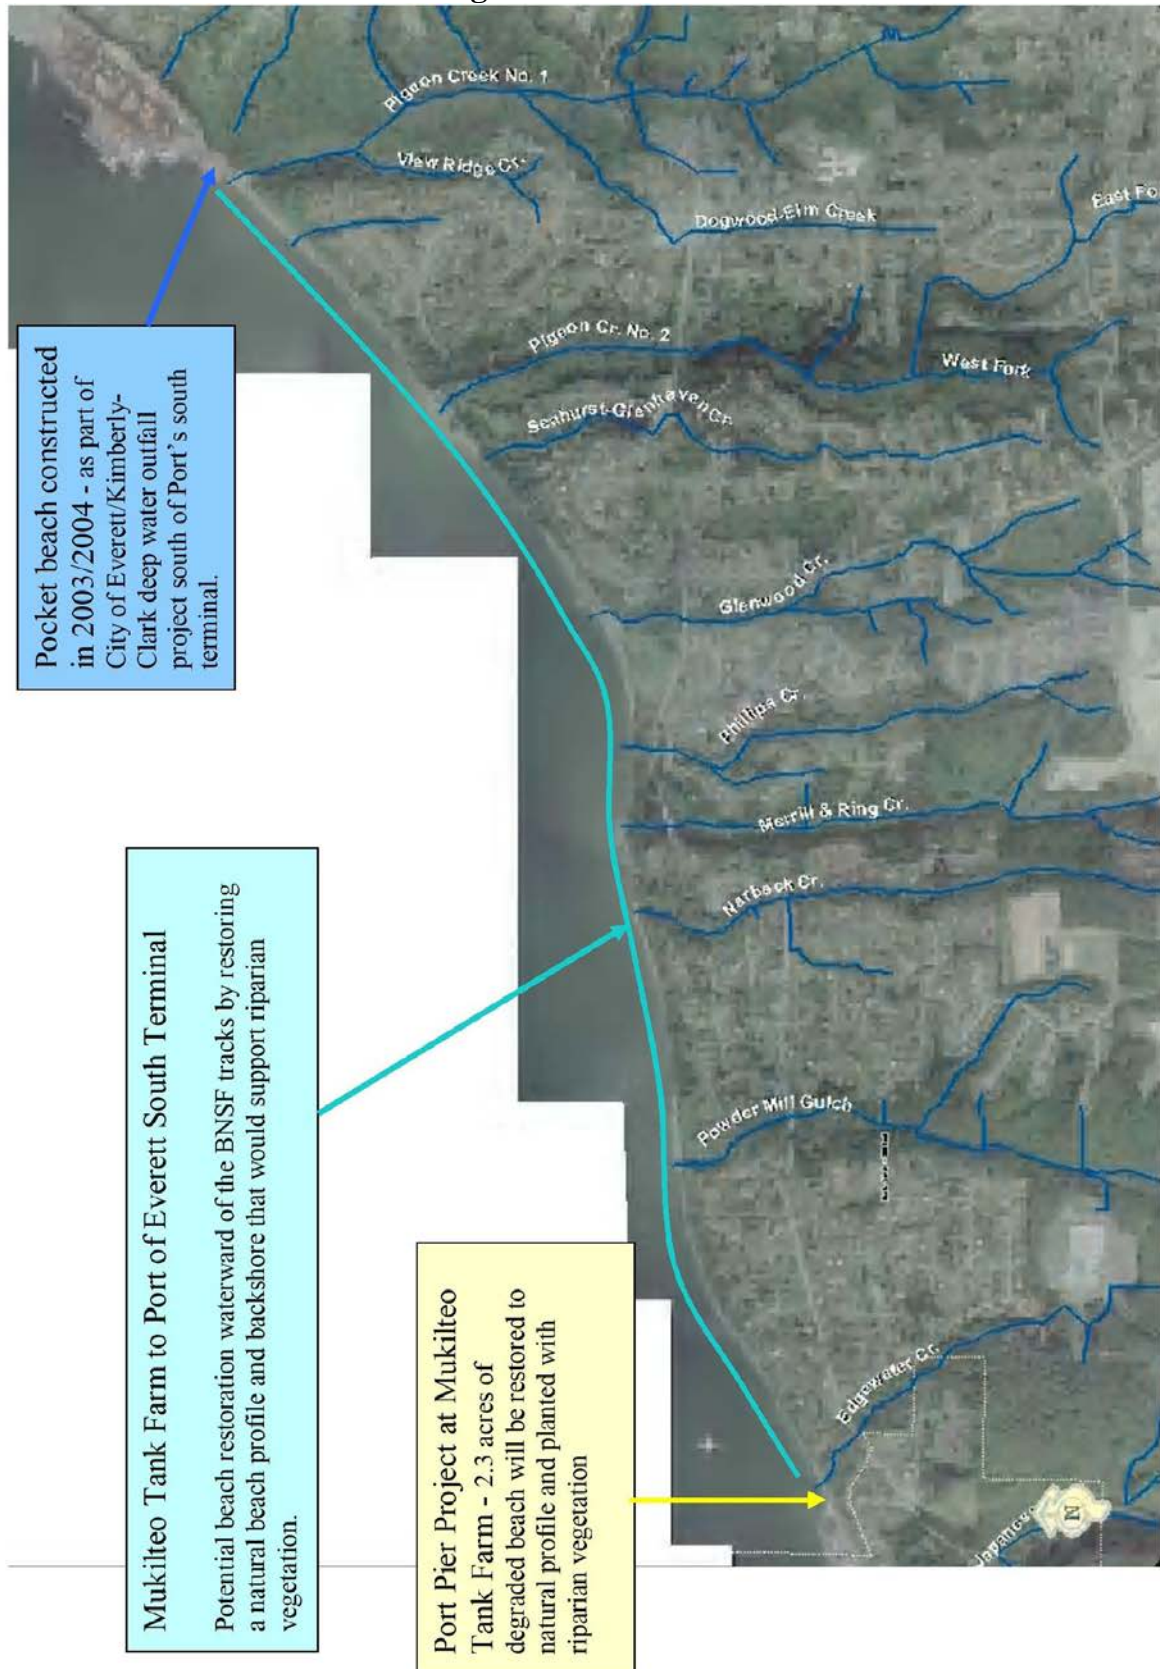 Pocket beach constructed
in 2003/2004 - as part of
City of Everett/Kimberly-
Clark deep water outfall
project south of Port's south
terminal.
Mukilteo Tank Farm to Port of Everett South Terminal
Potential beach restoration waterward of the BNSF tracks by restoring
a natural beach profile and backshore that would support riparian
vegetation.
Port Pier Project at Mukilteo
Tank Farm - 2.3 acres of
degraded beach will be restored to
natural profile and planted with
riparian vegetation
Pigeon Creek No. 1
View Ridge Cr.
Dogwood-Elm Creek
East Fo
Pigeon Cr. No. 2
West Fork
Seahurst-Glenhaven Cr.
Glenwood Cr.
Phillips Cr.
Merrill & Ring Cr.
Narbeck Cr.
Powder Mill Gulch
Edgewater Cr.
Japanese
N